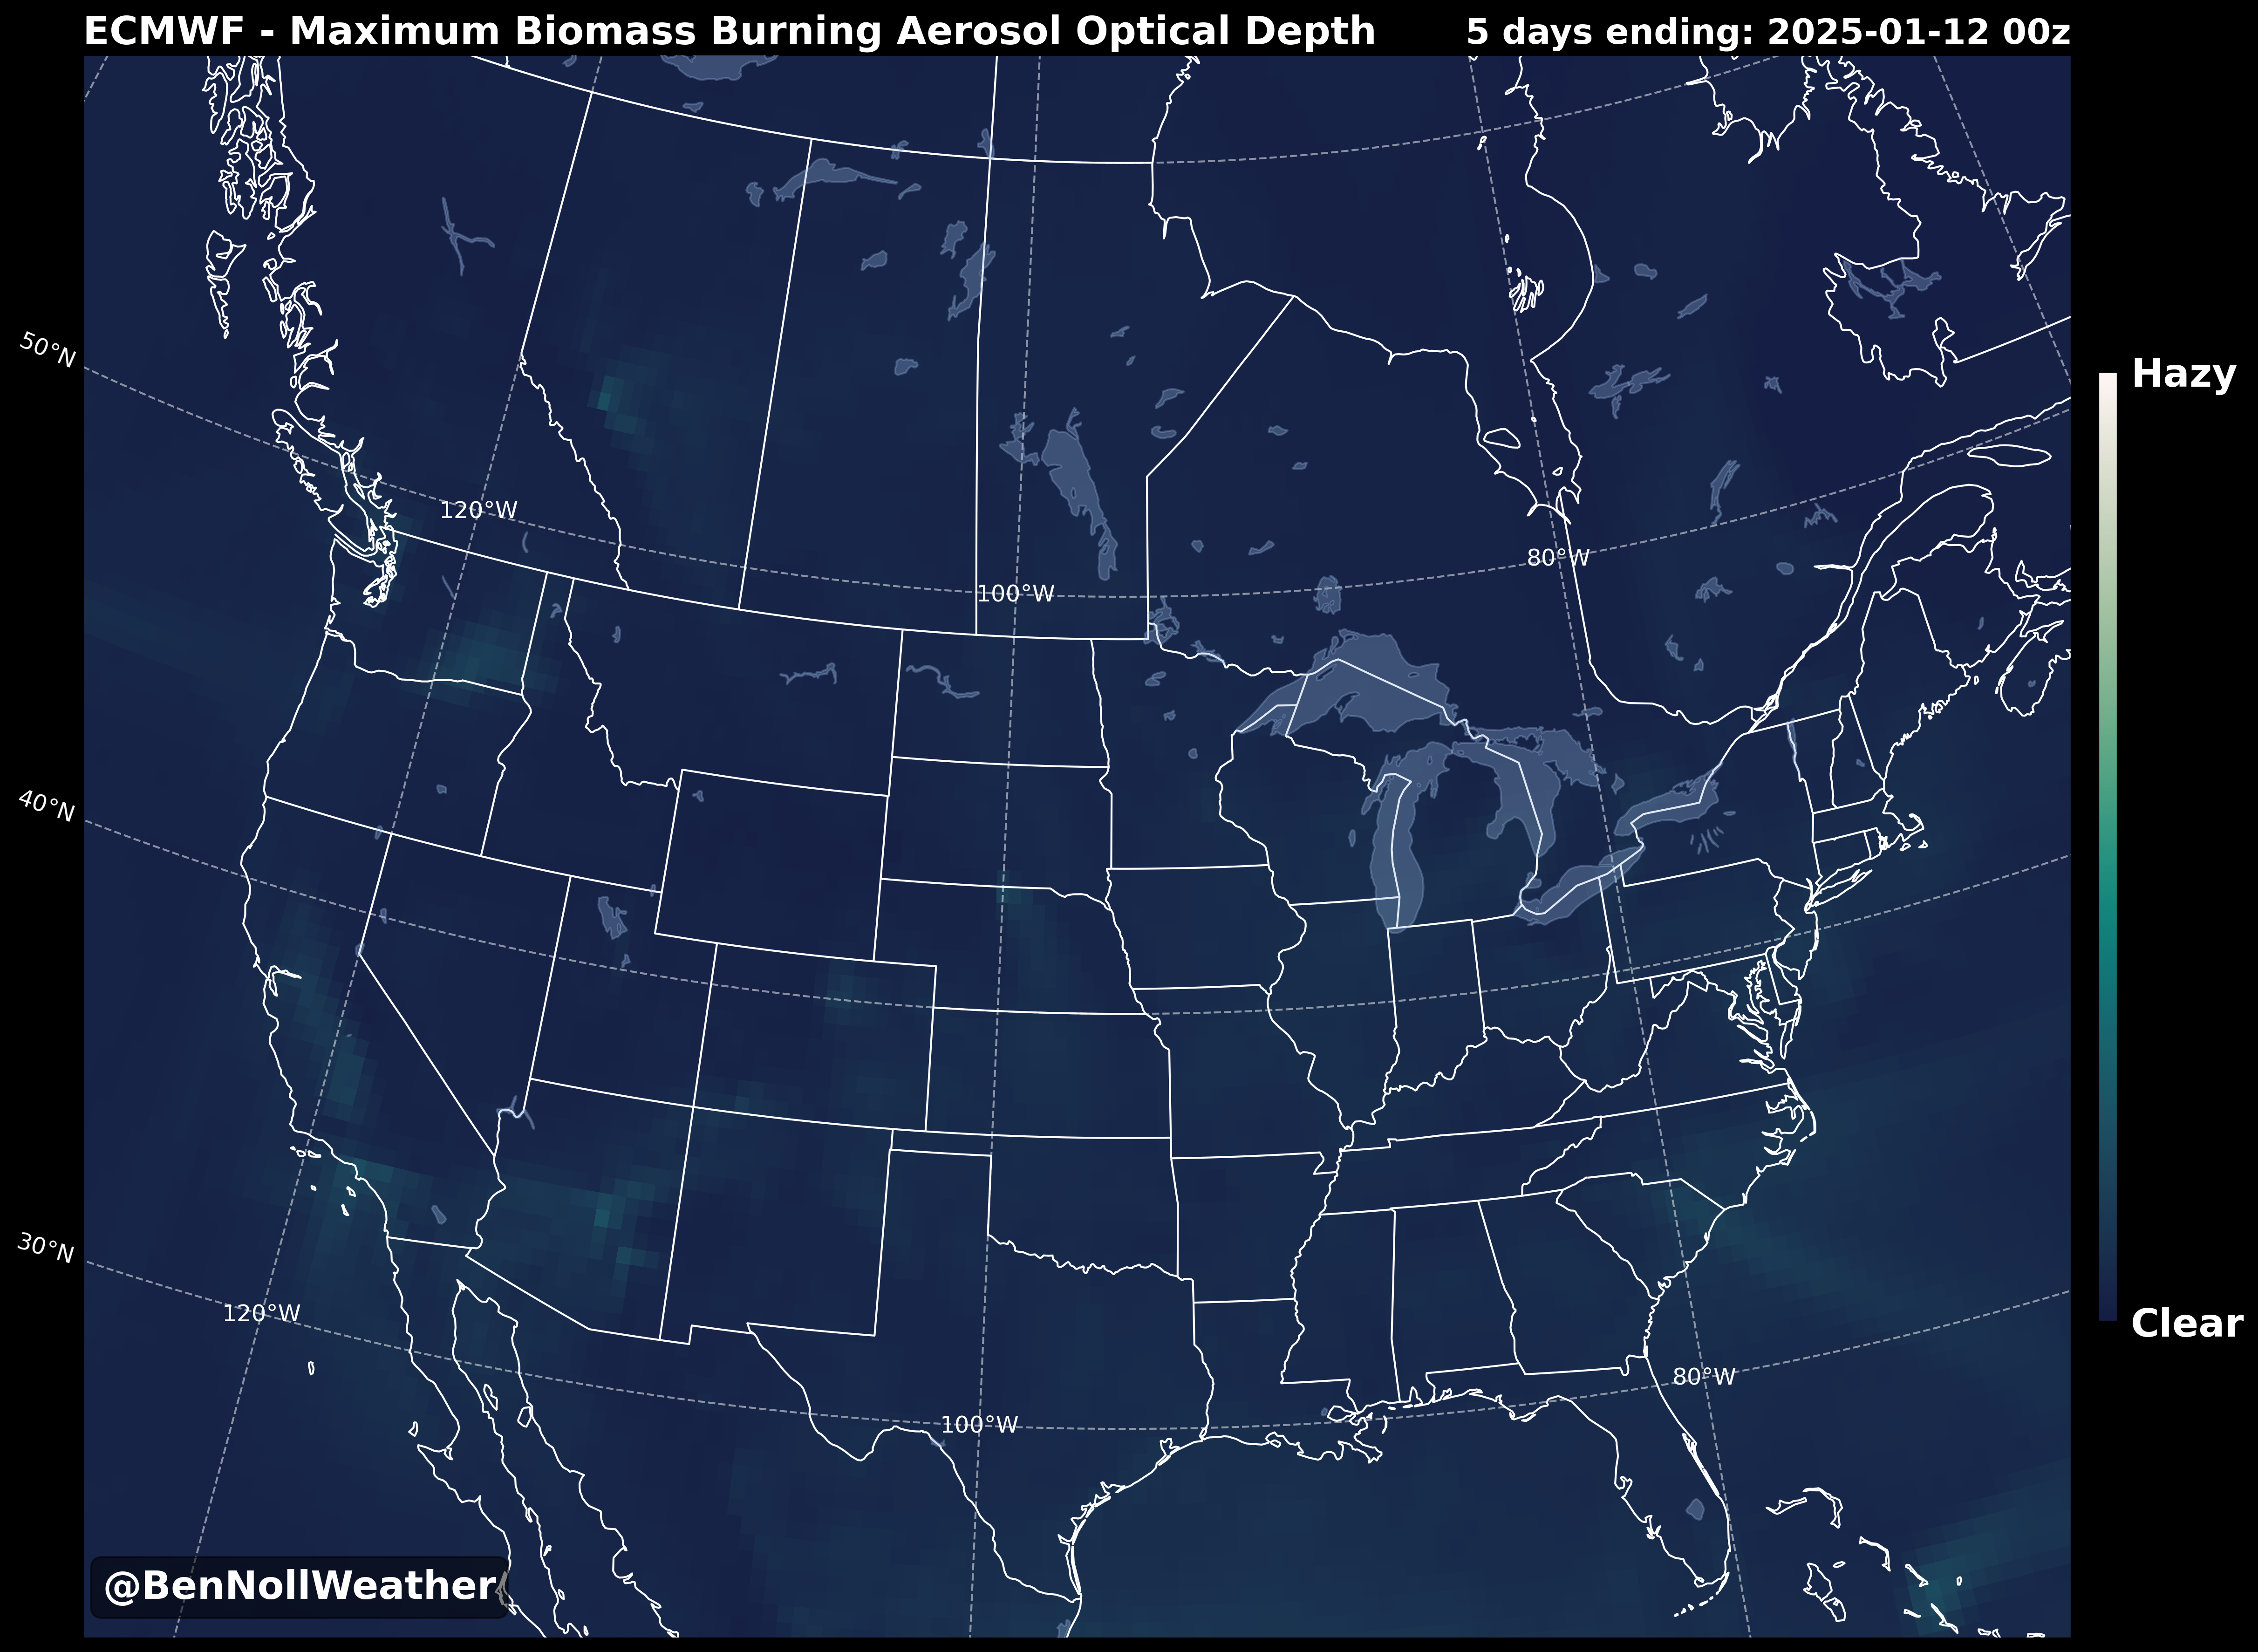 ECMWF - Maximum Biomass Burning Aerosol Optical Depth
5 days ending: 2025-01-12 00z
50°N
Hazy
120°W
80°W
100°W
40°N
30°N
120°W
Clear
80°W
100°W
@BenNollWeather